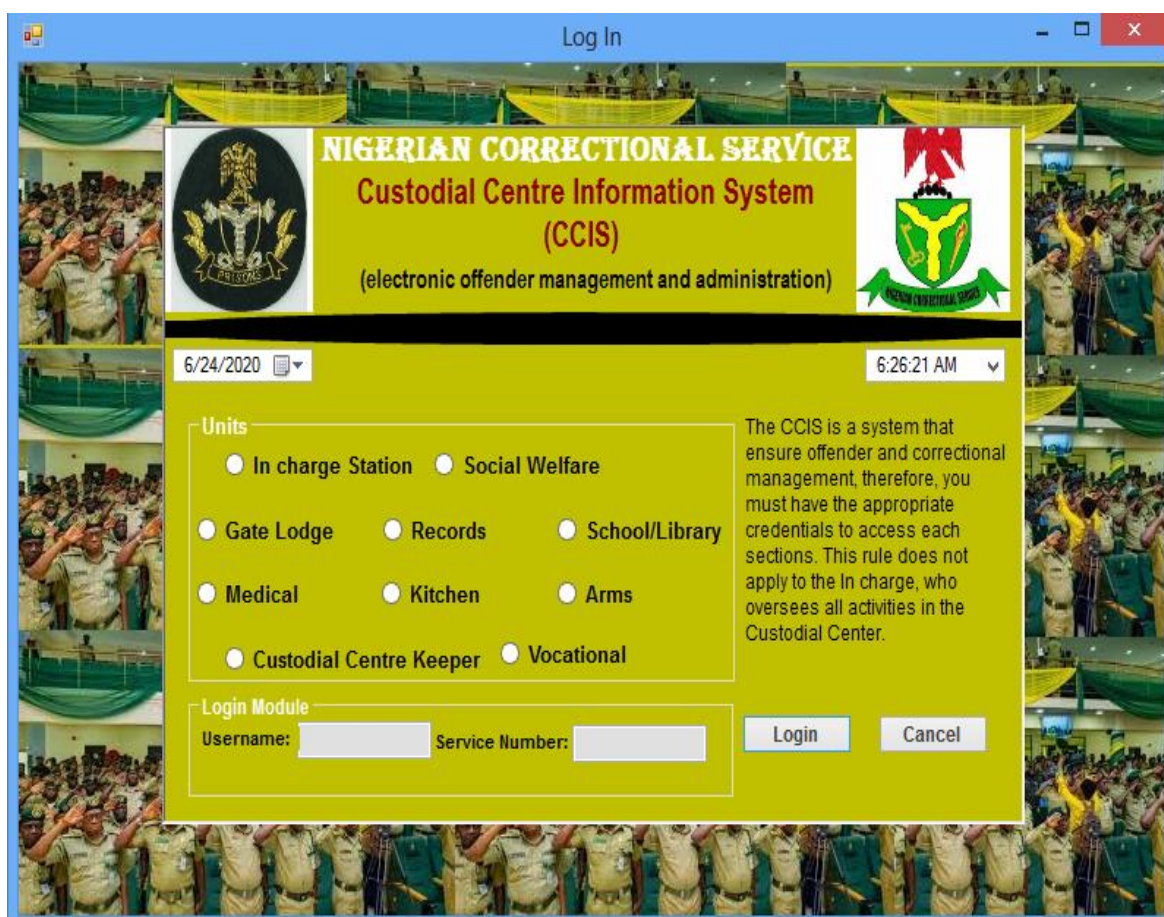 Log In
NIGERIAN CORRECTIONAL SERVICE
Custodial Centre Information System
(CCIS)
(electronic offender management and administration)
PRISONS
NIGERIAN CORRECTIONAL SERVICE
6/24/2020
6:26:21 AM
Units
In charge Station
Social Welfare
Gate Lodge
Records
School/Library
Medical
Kitchen
Arms
Custodial Centre Keeper
Vocational
The CCIS is a system that
ensure offender and correctional
management, therefore, you
must have the appropriate
credentials to access each
sections. This rule does not
apply to the In charge, who
oversees all activities in the
Custodial Center.
Login Module
Username:
Service Number:
Login
Cancel